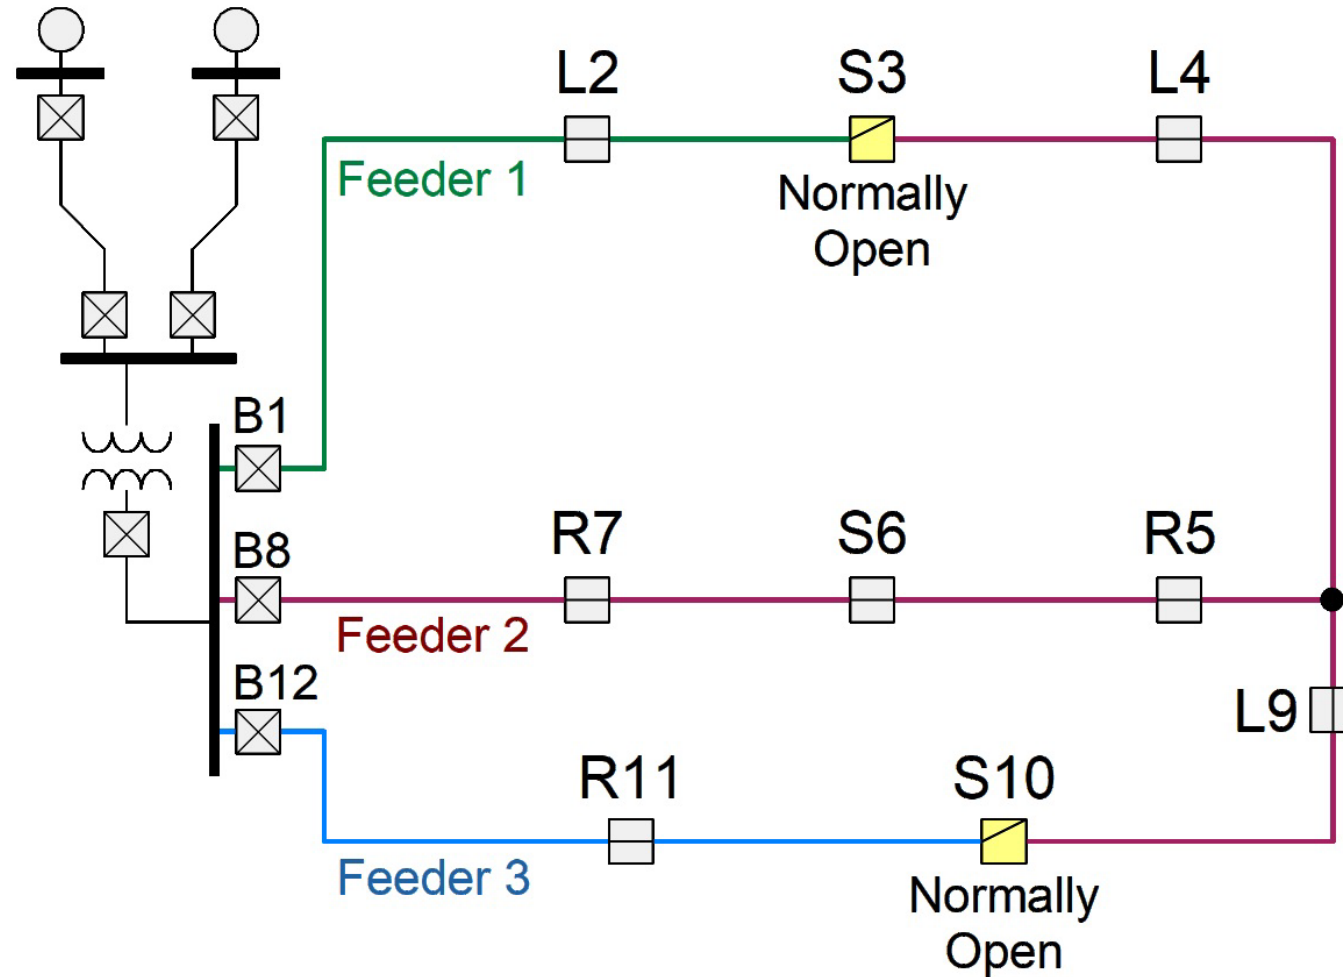 L2
S3
L4
Feeder 1
Normally
Open
B1
B8
R7
S6
R5
Feeder 2
B12
L9
R11
S10
Feeder 3
Normally
Open